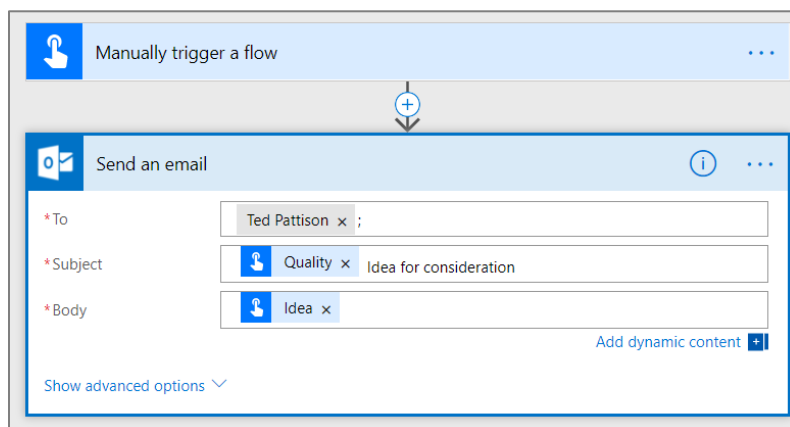 Manually trigger a flow
Send an email
*To Ted Pattison × ;
*Subject Quality × Idea for consideration
*Body Idea ×
Add dynamic content
Show advanced options